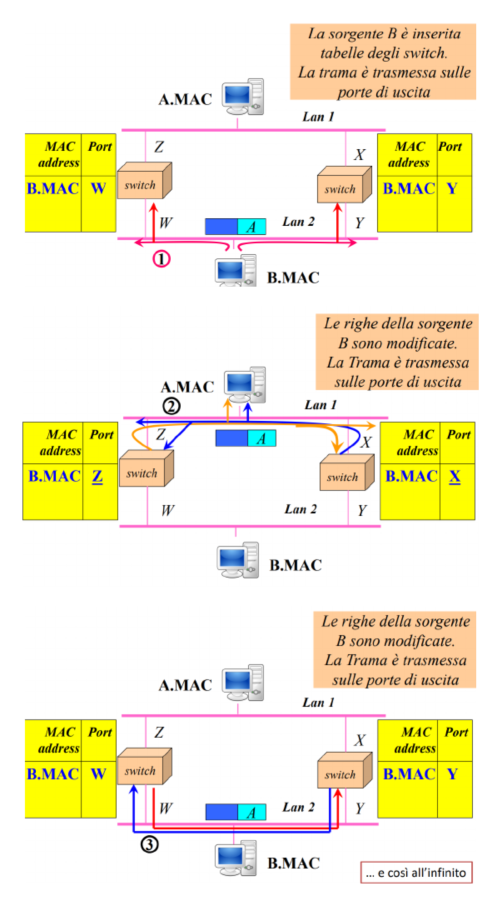 La sorgente B è inserita
tabelle degli switch.
La trama è trasmessa sulle
porte di uscita
A.MAC
Lan 1
MAC Port
address
B.MAC W
Z
switch
X
switch
MAC Port
address
B.MAC Y
W
A
Lan 2
Y
1
B.MAC
Le righe della sorgente
B sono modificate.
La Trama è trasmessa
sulle porte di uscita
A.MAC
2
Lan 1
MAC Port
address
B.MAC Z
Z
switch
A
X
switch
MAC Port
address
B.MAC X
W
Lan 2
Y
B.MAC
Le righe della sorgente
B sono modificate.
La Trama è trasmessa
sulle porte di uscita
A.MAC
Lan 1
MAC Port
address
B.MAC W
Z
switch
X
switch
MAC Port
address
B.MAC Y
W
A
Lan 2
Y
3
B.MAC
... e così all'infinito